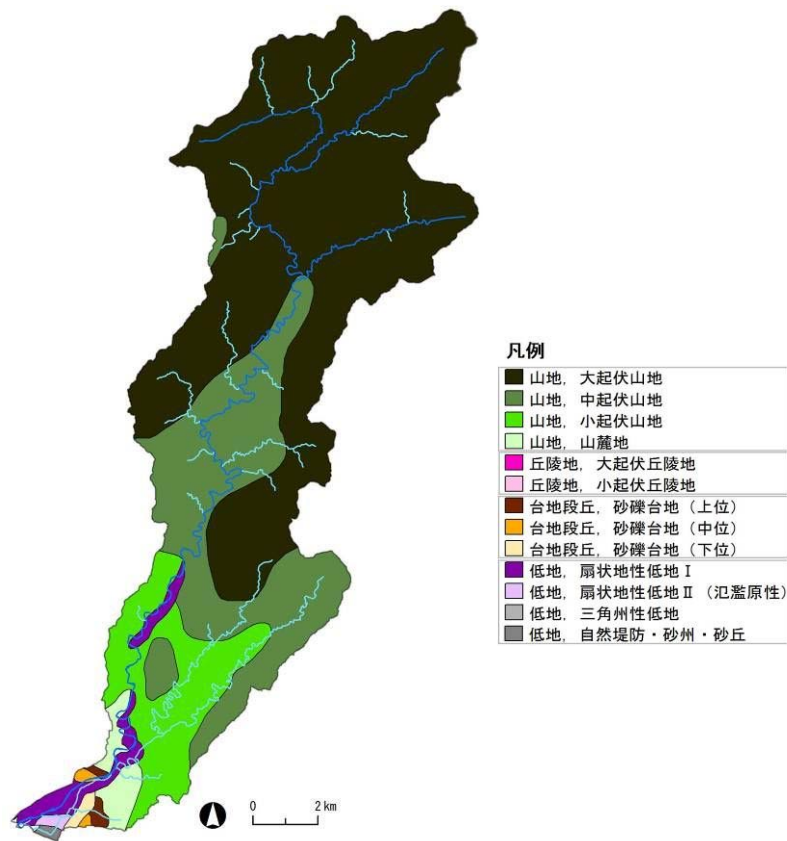 凡例
山地，大起伏山地
山地，中起伏山地
山地，小起伏山地
山地，山麓地
丘陵地，大起伏丘陵地
丘陵地，小起伏丘陵地
台地段丘，砂礫台地（上位）
台地段丘，砂礫台地（中位）
台地段丘，砂礫台地（下位）
低地，扇状地性低地Ⅰ
低地，扇状地性低地Ⅱ（氾濫原性）
低地，三角州性低地
低地，自然堤防・砂州・砂丘
0 2km